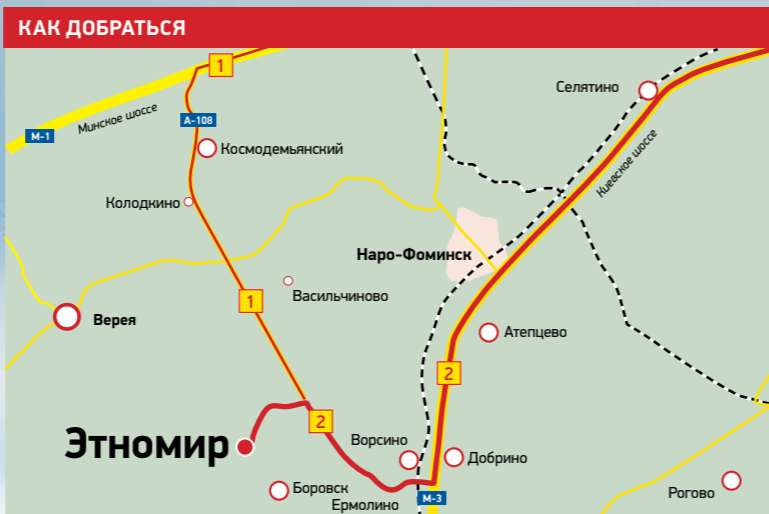 КАК ДОБРАТЬСЯ
1
Селятино
Минское шоссе
М-1
А-108
Космодемьянский
Киевское шоссе
Колодкино
Наро-Фоминск
1
Васильчиново
Верея
Атепцево
2
2
Этномир
Ворсино
Добрино
Боровск
Ермолино
М-3
Рогово